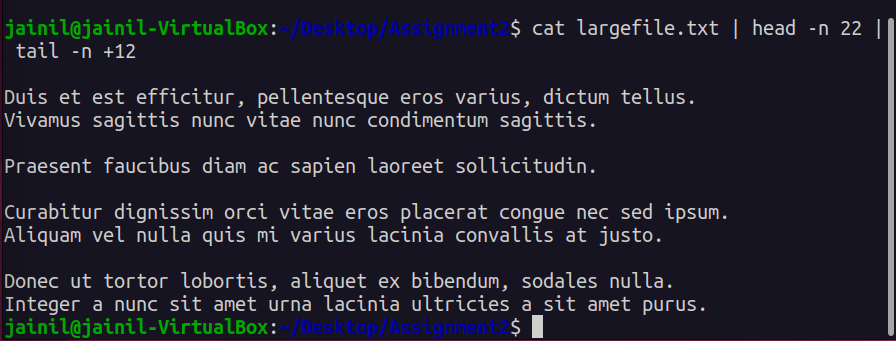 jainil@jainil-VirtualBox:~/Desktop/Assignment2$ cat largefile.txt | head -n 22 |
 tail -n +12

Duis et est efficitur, pellentesque eros varius, dictum tellus.
Vivamus sagittis nunc vitae nunc condimentum sagittis.

Praesent faucibus diam ac sapien laoreet sollicitudin.

Curabitur dignissim orci vitae eros placerat congue nec sed ipsum.
Aliquam vel nulla quis mi varius lacinia convallis at justo.

Donec ut tortor lobortis, aliquet ex bibendum, sodales nulla.
Integer a nunc sit amet urna lacinia ultricies a sit amet purus.
jainil@jainil-VirtualBox:~/Desktop/Assignment2$